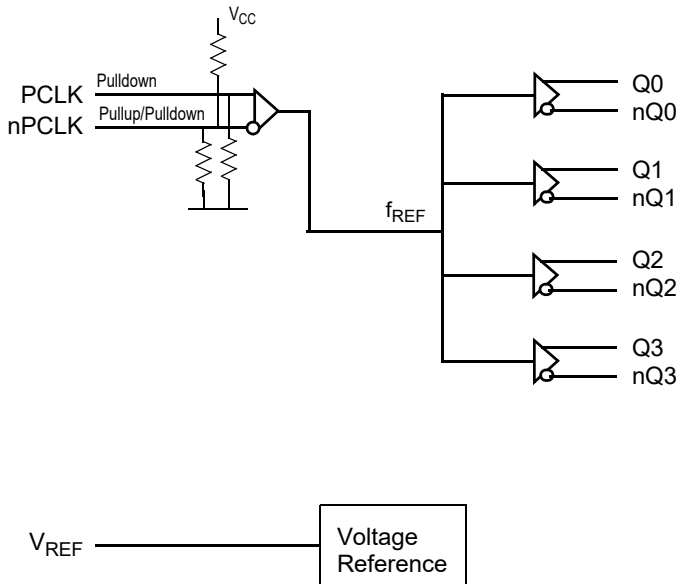 VCC
PCLK Pulldown
nPCLK Pullup/Pulldown
fREF
Q0
nQ0
Q1
nQ1
Q2
nQ2
Q3
nQ3
VREF
Voltage
Reference